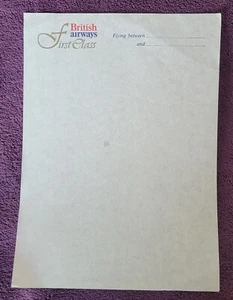 British
airways
First Class
Flying between ............................
and ............................